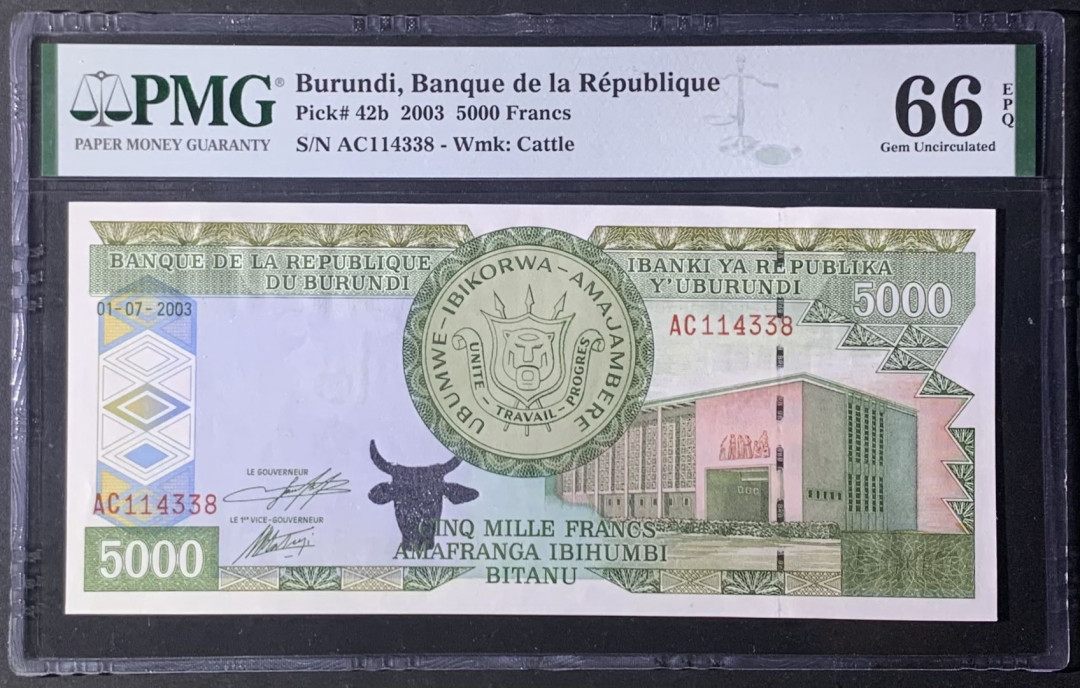 PMG®
PAPER MONEY GUARANTY
Burundi, Banque de la République
Pick# 42b 2003 5000 Francs
S/N AC114338 - Wmk: Cattle
66
EPQ
Gem Uncirculated
BANQUE DE LA REPUBLIQUE
DU BURUNDI
IBANKI YA REPUBLIKA
Y'UBURUNDI
5000
01-07-2003
AC114338
UBUMWE-IBIKORWA-AMAJAMBERE
UNITE - TRAVAIL - PROGRES
LE GOUVERNEUR
AC114338
LE 1er VICE-GOUVERNEUR
5000
CINQ MILLE FRANCS
AMAFRANGA IBIHUMBI
BITANU